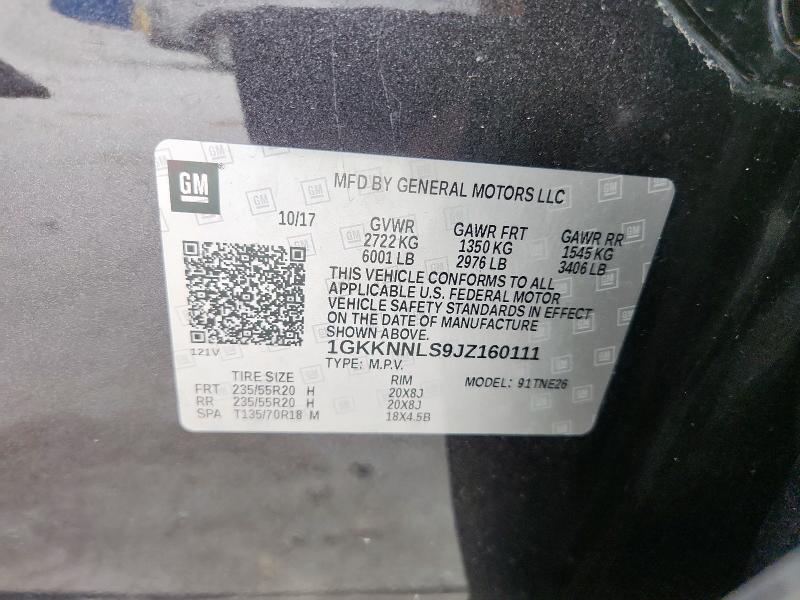 GM
MFD BY GENERAL MOTORS LLC
10/17
GVWR GAWR FRT GAWR RR
2722 KG 1350 KG 1545 KG
6001 LB 2976 LB 3406 LB
THIS VEHICLE CONFORMS TO ALL
APPLICABLE U.S. FEDERAL MOTOR
VEHICLE SAFETY STANDARDS IN EFFECT
ON THE DATE OF MANUFACTURE
SHOWN ABOVE.
121V
1GKKNNLS9JZ160111
TYPE: M.P.V.
TIRE SIZE RIM MODEL: 91TNE26
FRT 235/55R20 H 20X8J
RR 235/55R20 H 20X8J
SPA T135/70R18 M 18X4.5B